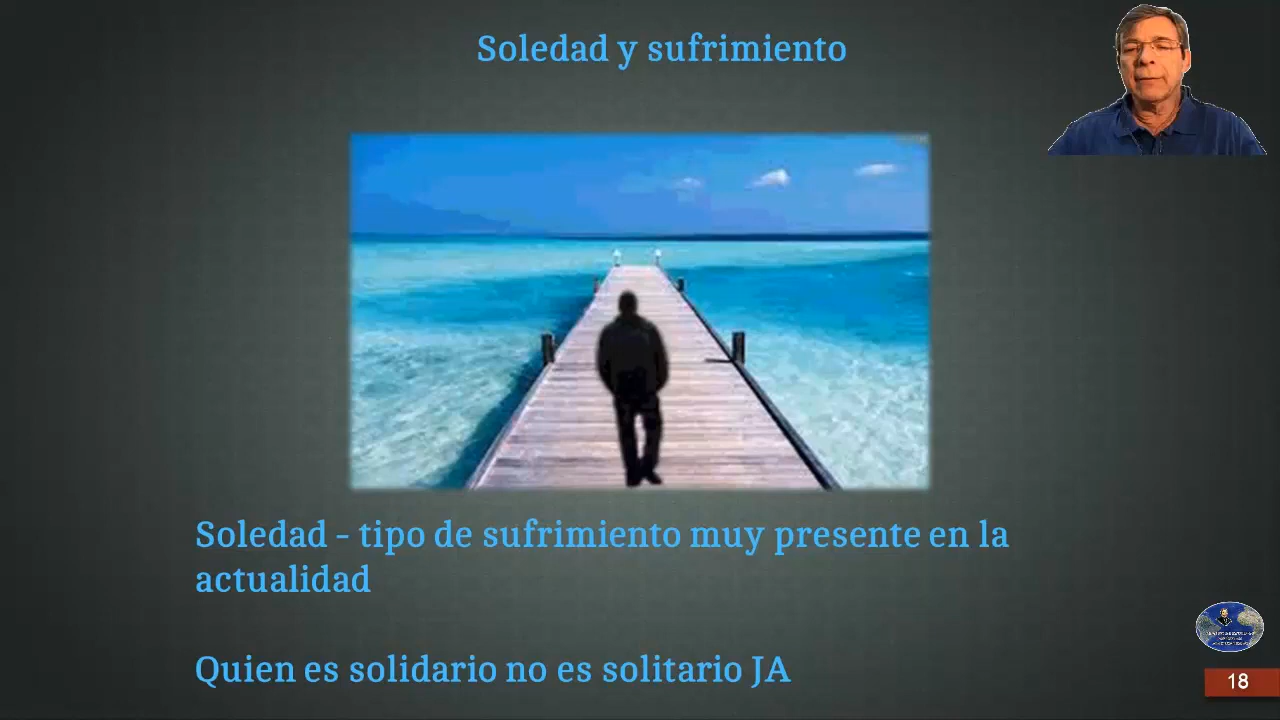 Soledad y sufrimiento
Soledad - tipo de sufrimiento muy presente en la
actualidad
Quien es solidario no es solitario JA
18